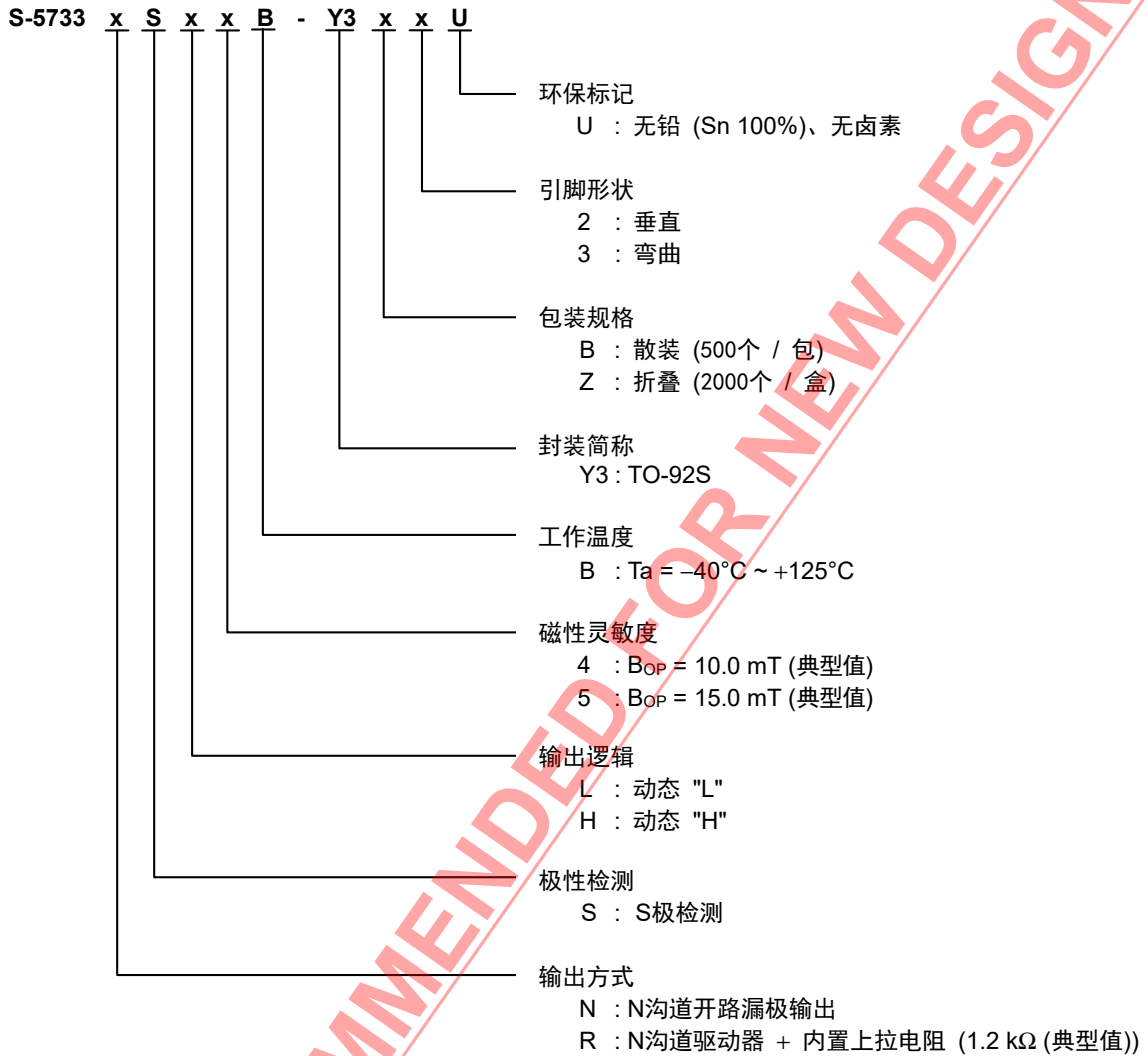 S-5733 x S x x B - Y3 x x U
环保标记
U : 无铅 (Sn 100%)、无卤素
引脚形状
2 : 垂直
3 : 弯曲
包装规格
B : 散装 (500个 / 包)
Z : 折叠 (2000个 / 盒)
封装简称
Y3 : TO-92S
工作温度
B : Ta = −40°C ~ +125°C
磁性灵敏度
4 : BOP = 10.0 mT (典型值)
5 : BOP = 15.0 mT (典型值)
输出逻辑
L : 动态 "L"
H : 动态 "H"
极性检测
S : S极检测
输出方式
N : N沟道开路漏极输出
R : N沟道驱动器 + 内置上拉电阻 (1.2 kΩ (典型值))
MMENDED FOR NEW DESIGN